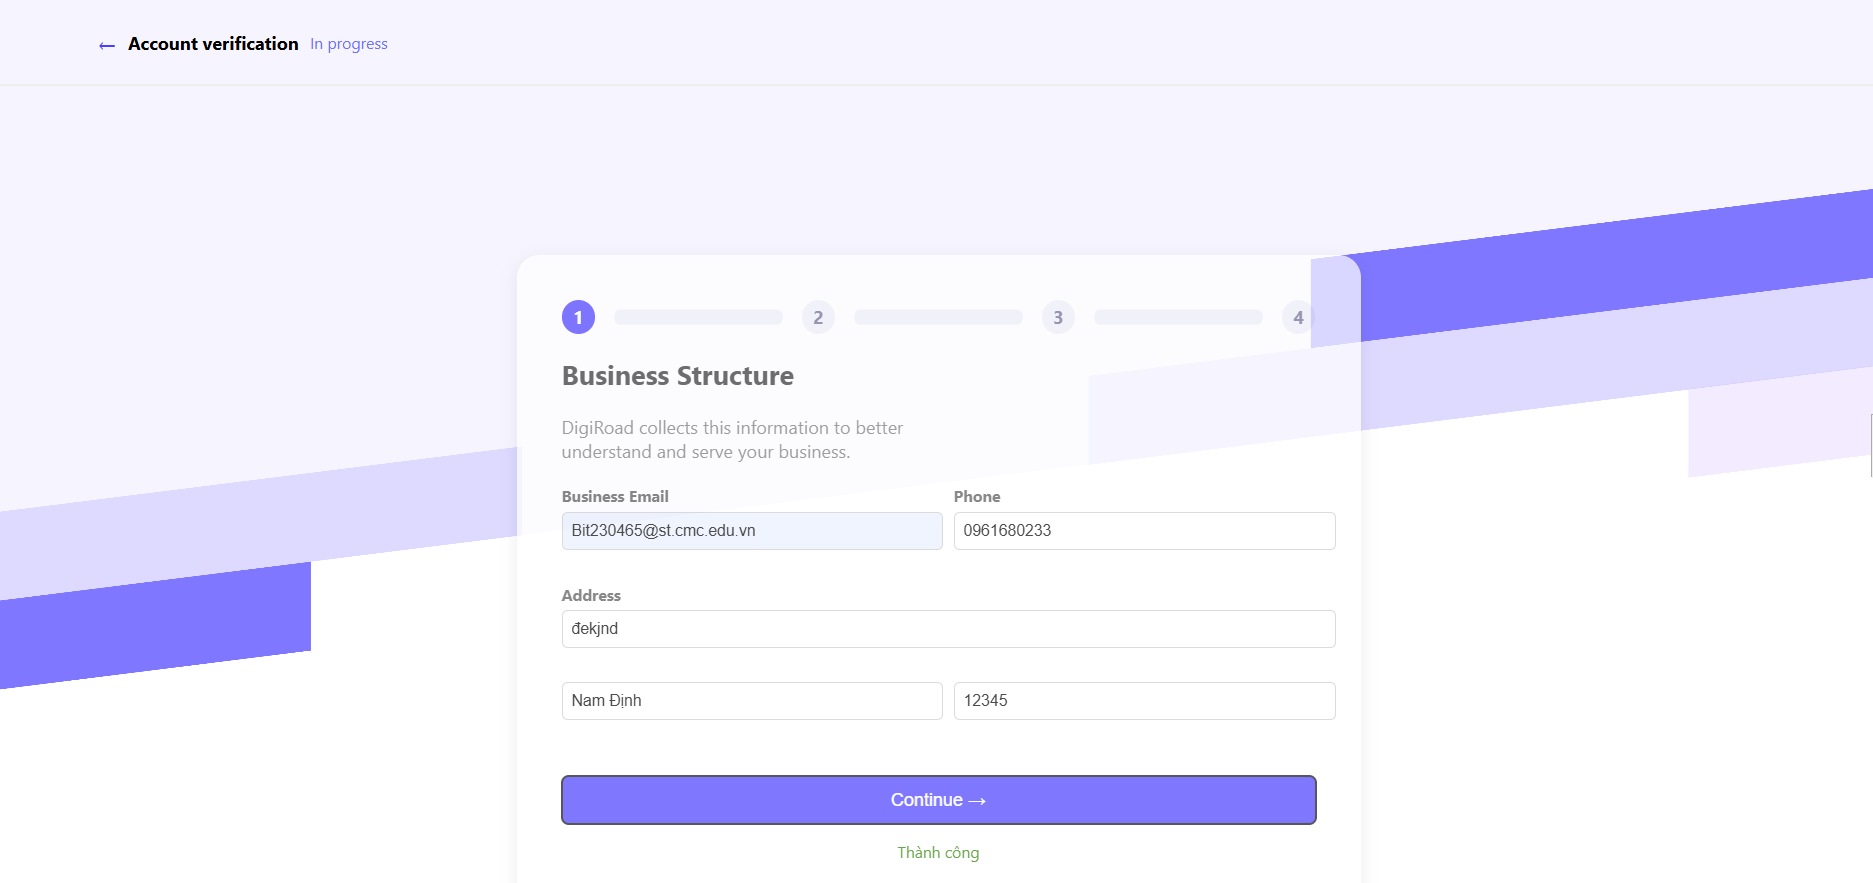 ← Account verification In progress
1 2 3 4
Business Structure
DigiRoad collects this information to better
understand and serve your business.
Business Email Phone
Bit230465@st.cmc.edu.vn 0961680233
Address
đekjnd
Nam Định 12345
Continue →
Thành công